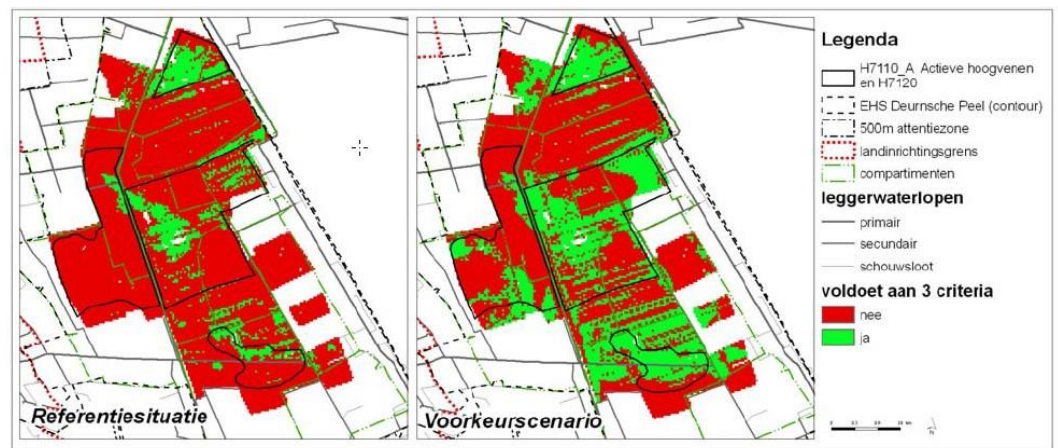 Referentiesituatie
Voorkeurscenario
Legenda
H7110_A Actieve hoogvenen
en H7120
EHS Deurnsche Peel (contour)
500m attentiezone
landinrichtingsgrens
compartimenten
leggerwaterlopen
primair
secundair
schouwsloot
voldoet aan 3 criteria
nee
ja